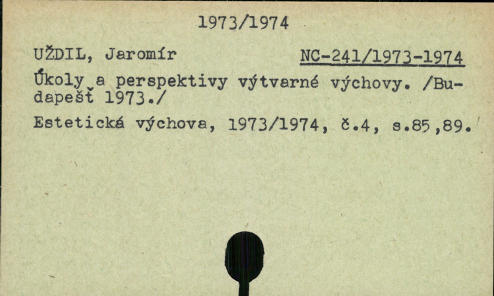 1973/1974
UŽDIL, Jaromír NC-241/1973-1974
Úkoly a perspektivy výtvarné výchovy. /Bu-
dapešť 1973./
Estetická výchova, 1973/1974, č.4, s.85,89.